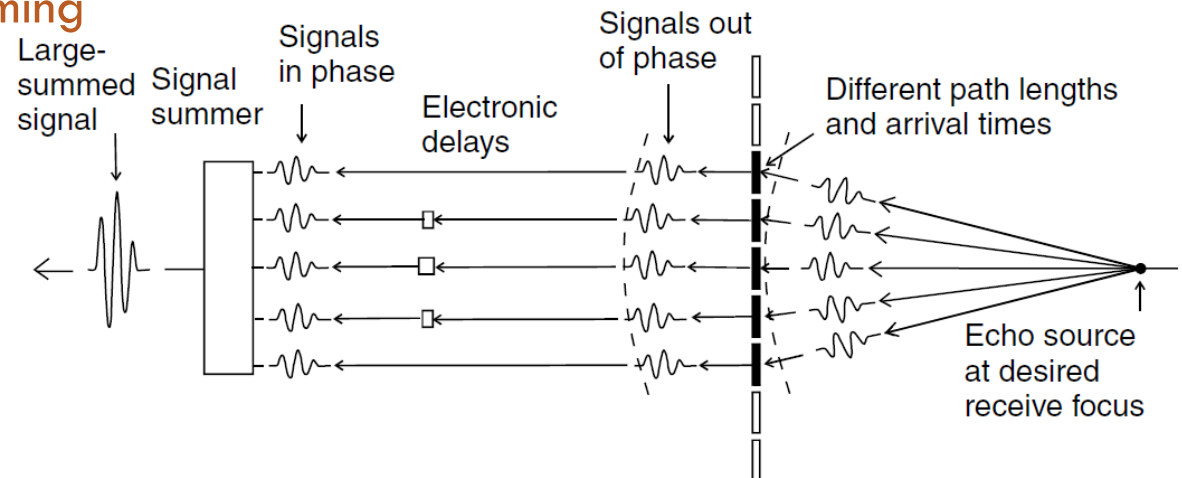 ming
Large-
summed
signal
Signal
summer
Signals
in phase
Electronic
delays
Signals out
of phase
Different path lengths
and arrival times
Echo source
at desired
receive focus